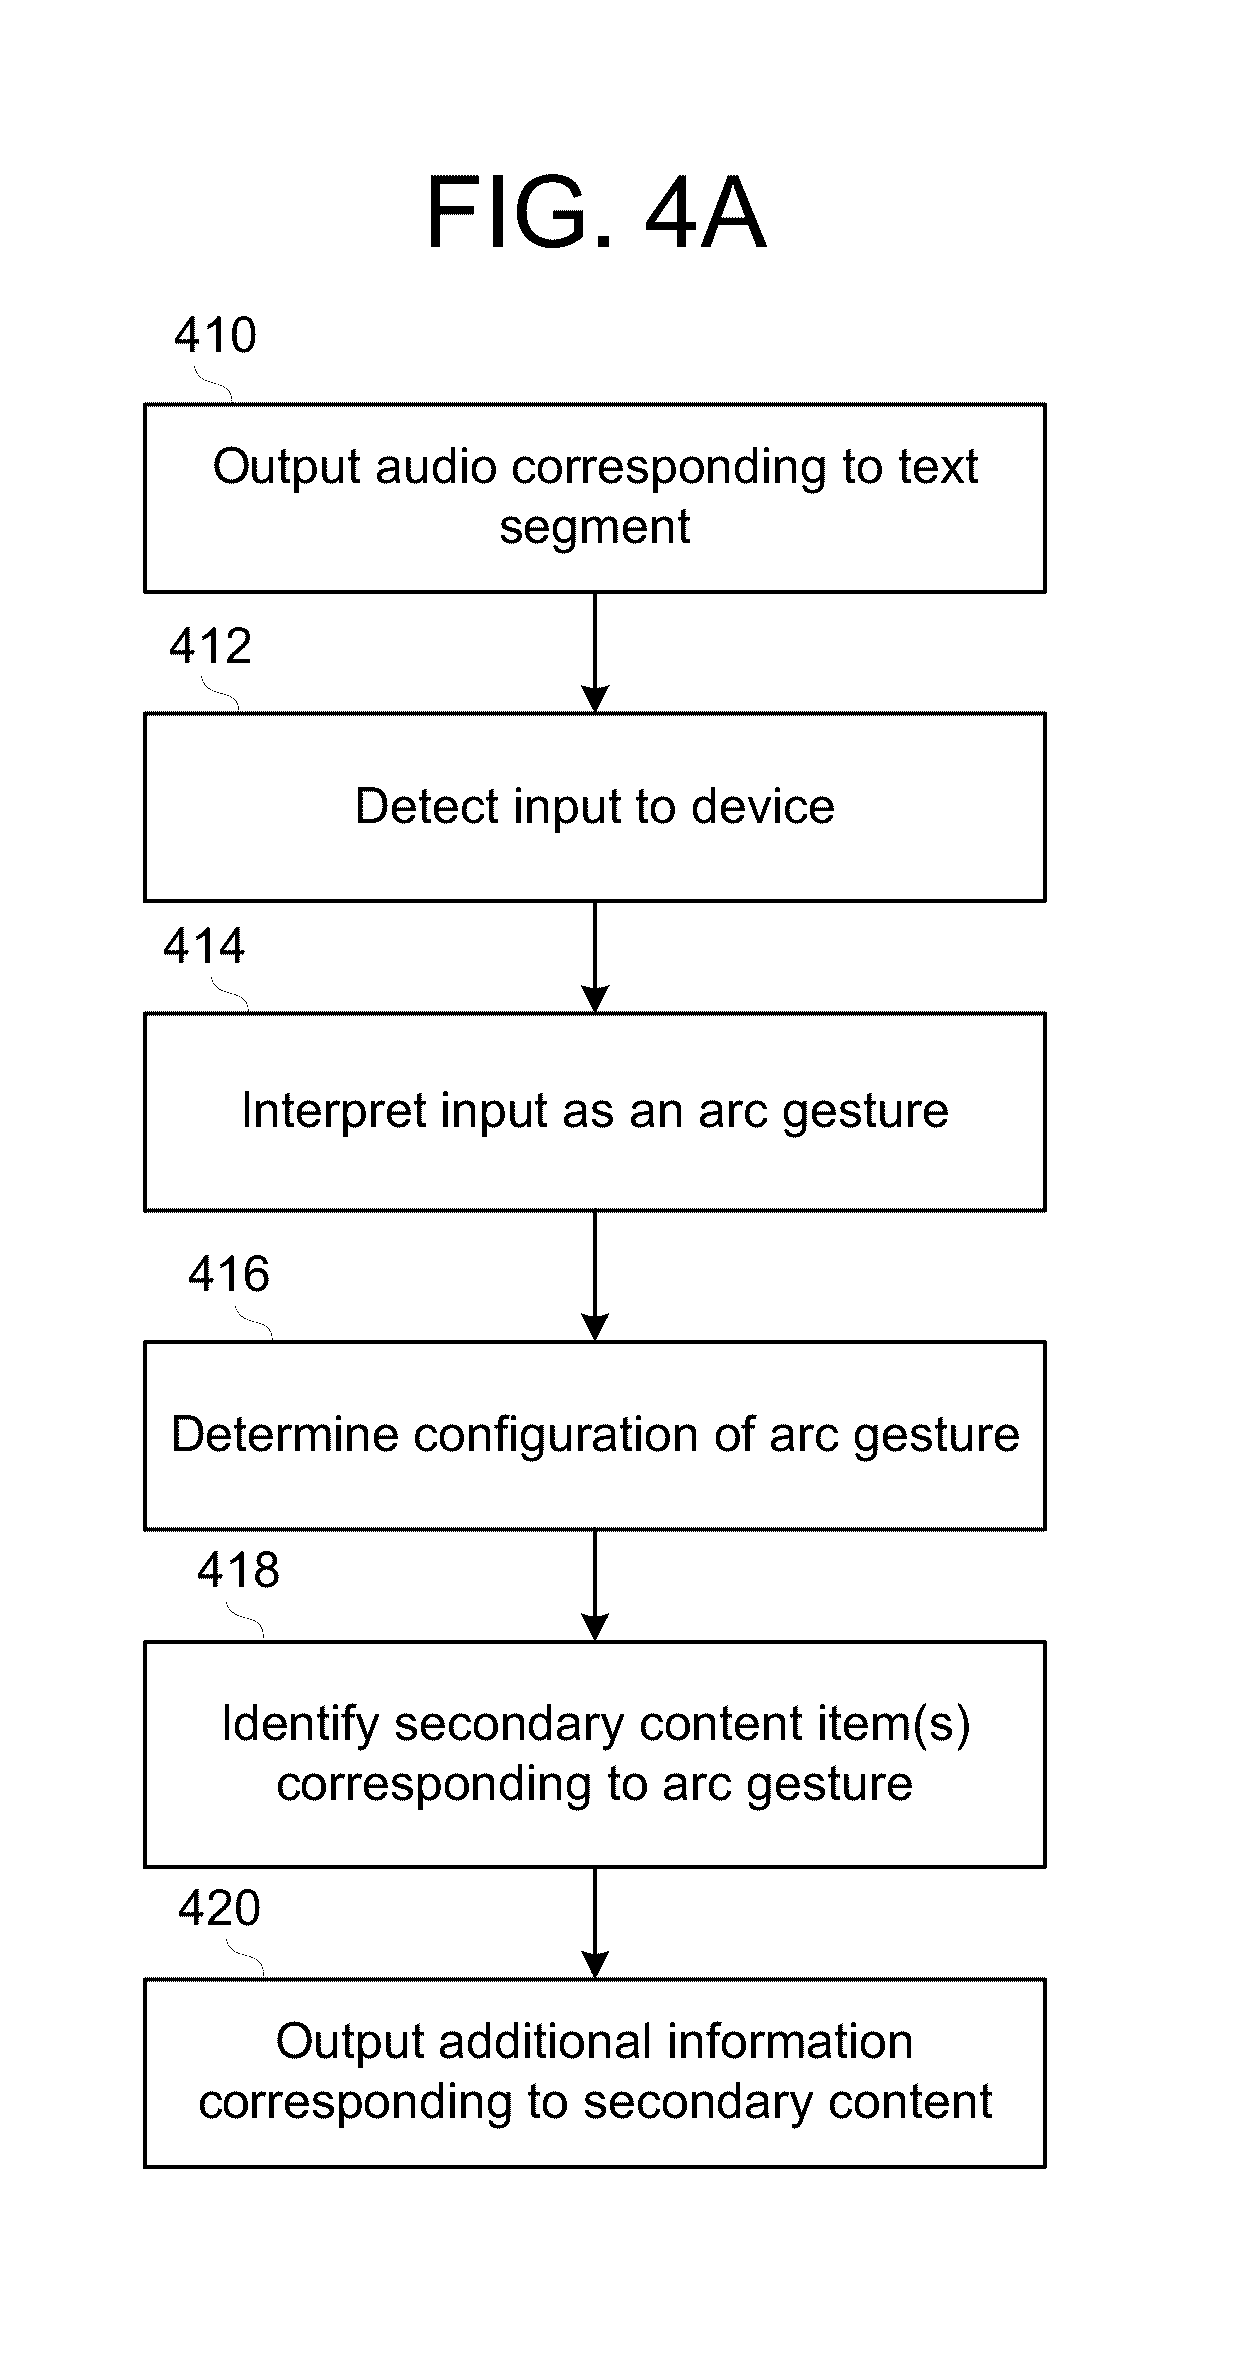 FIG. 4A
410
Output audio corresponding to text
segment
412
Detect input to device
414
Interpret input as an arc gesture
416
Determine configuration of arc gesture
418
Identify secondary content item(s)
corresponding to arc gesture
420
Output additional information
corresponding to secondary content